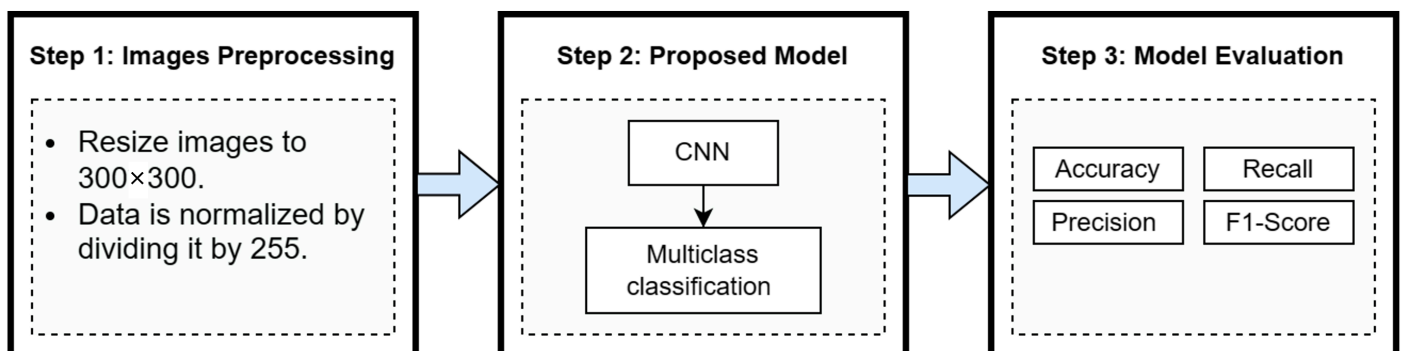 Step 1: Images Preprocessing
• Resize images to
300×300.
• Data is normalized by
dividing it by 255.
Step 2: Proposed Model
CNN
Multiclass
classification
Step 3: Model Evaluation
Accuracy
Recall
Precision
F1-Score